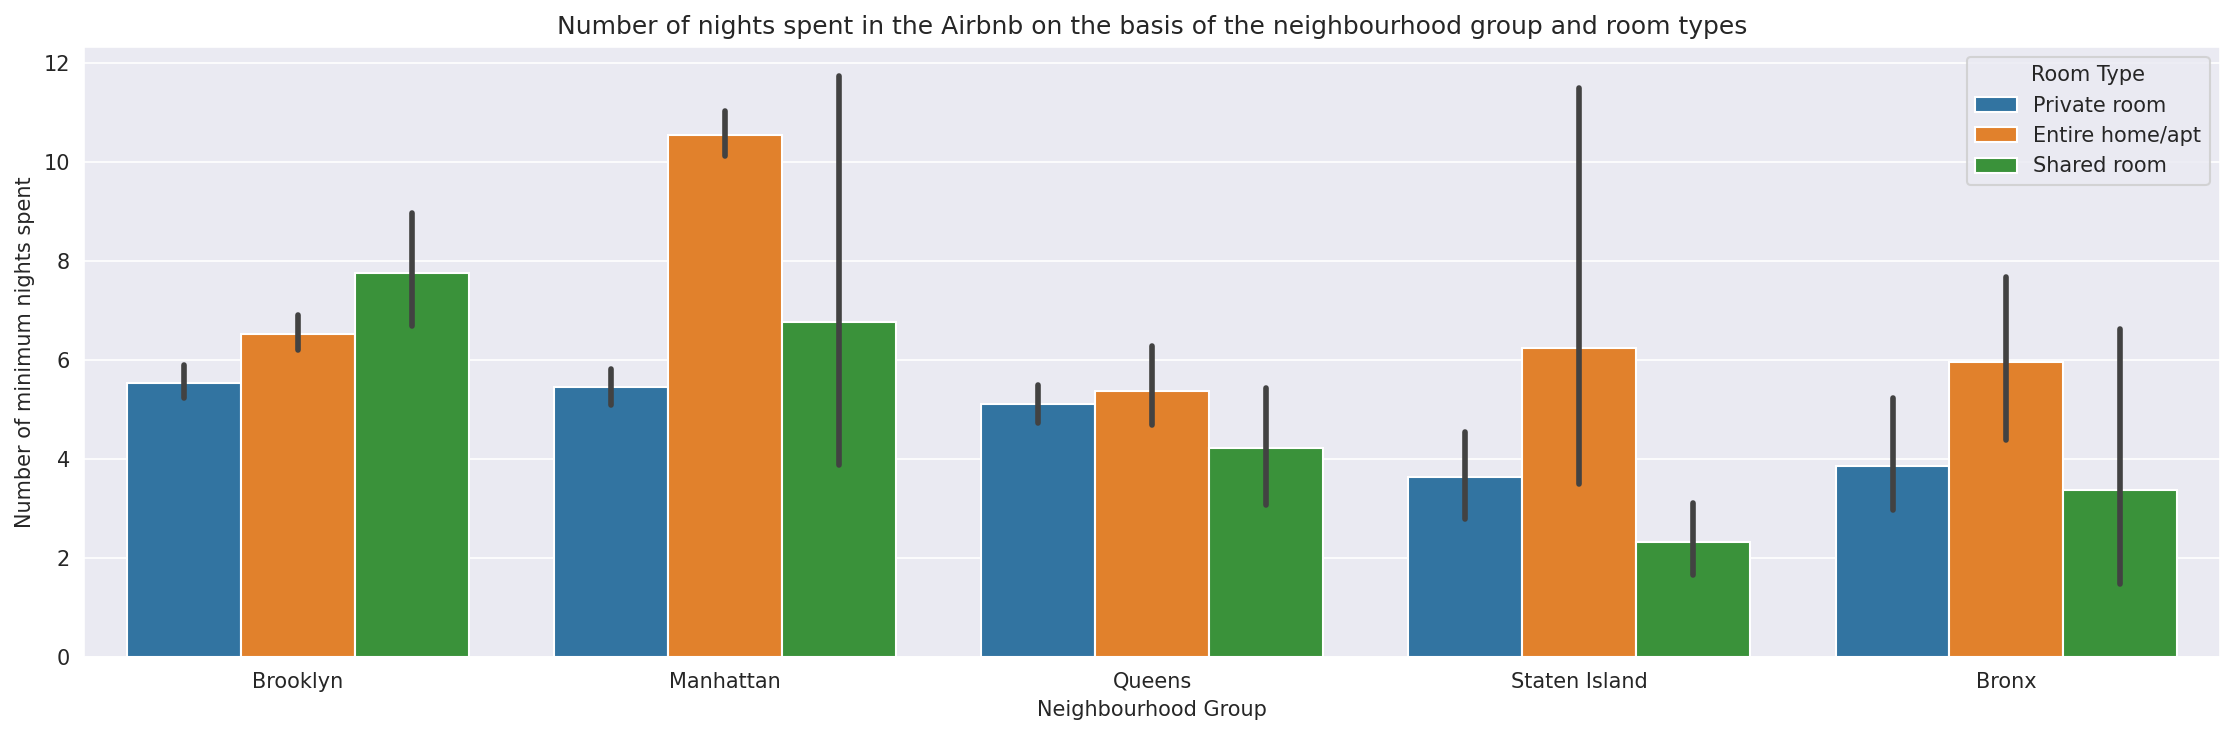 Number of nights spent in the Airbnb on the basis of the neighbourhood group and room types
Number of minimum nights spent
12
10
8
6
4
2
0
Room Type
Private room
Entire home/apt
Shared room
Brooklyn
Manhattan
Queens
Staten Island
Bronx
Neighbourhood Group